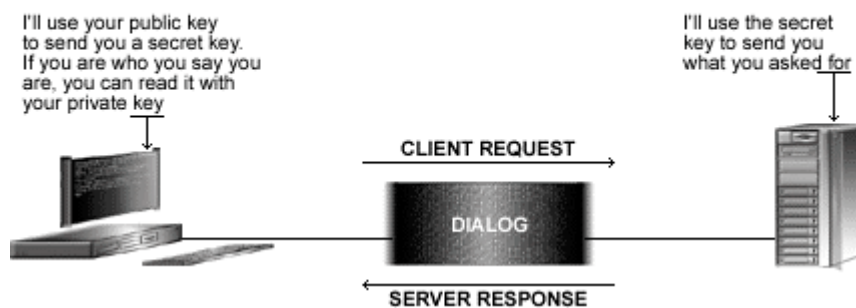 I'll use your public key
to send you a secret key.
If you are who you say you
are, you can read it with
your private key
I'll use the secret
key to send you
what you asked for
CLIENT REQUEST
DIALOG
SERVER RESPONSE